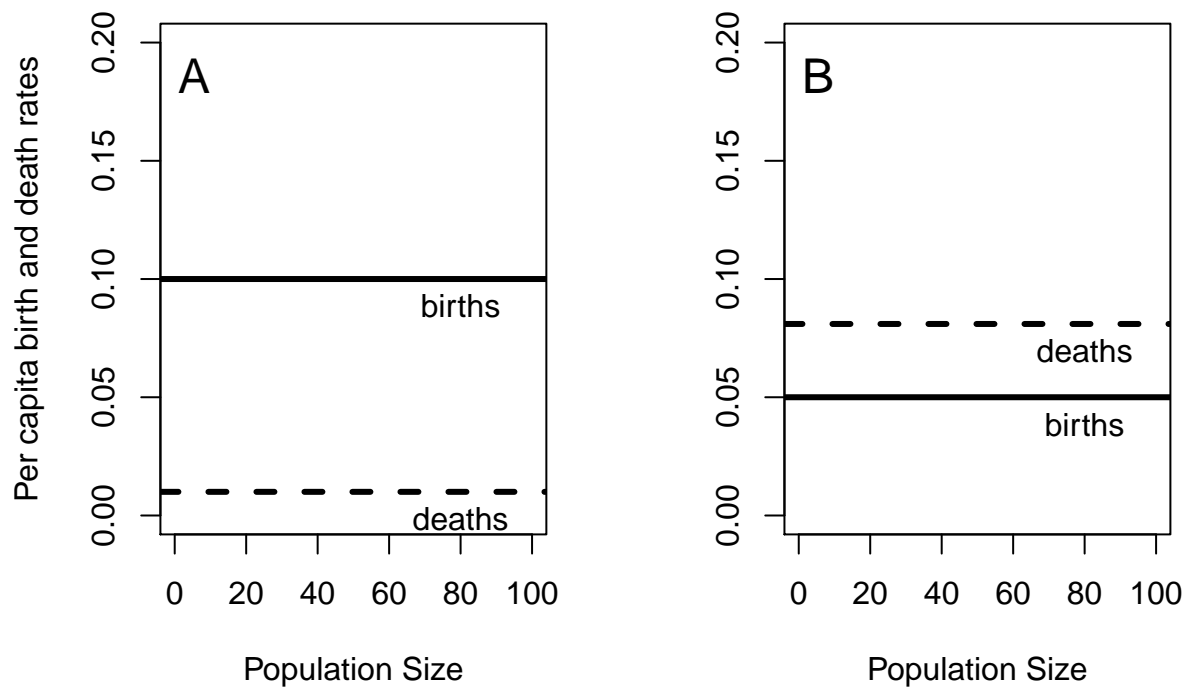 Per capita birth and death rates
A
0.20
0.15
0.10
0.05
0.00
births
deaths
0 20 40 60 80 100
Population Size
B
0.20
0.15
0.10
0.05
0.00
deaths
births
0 20 40 60 80 100
Population Size